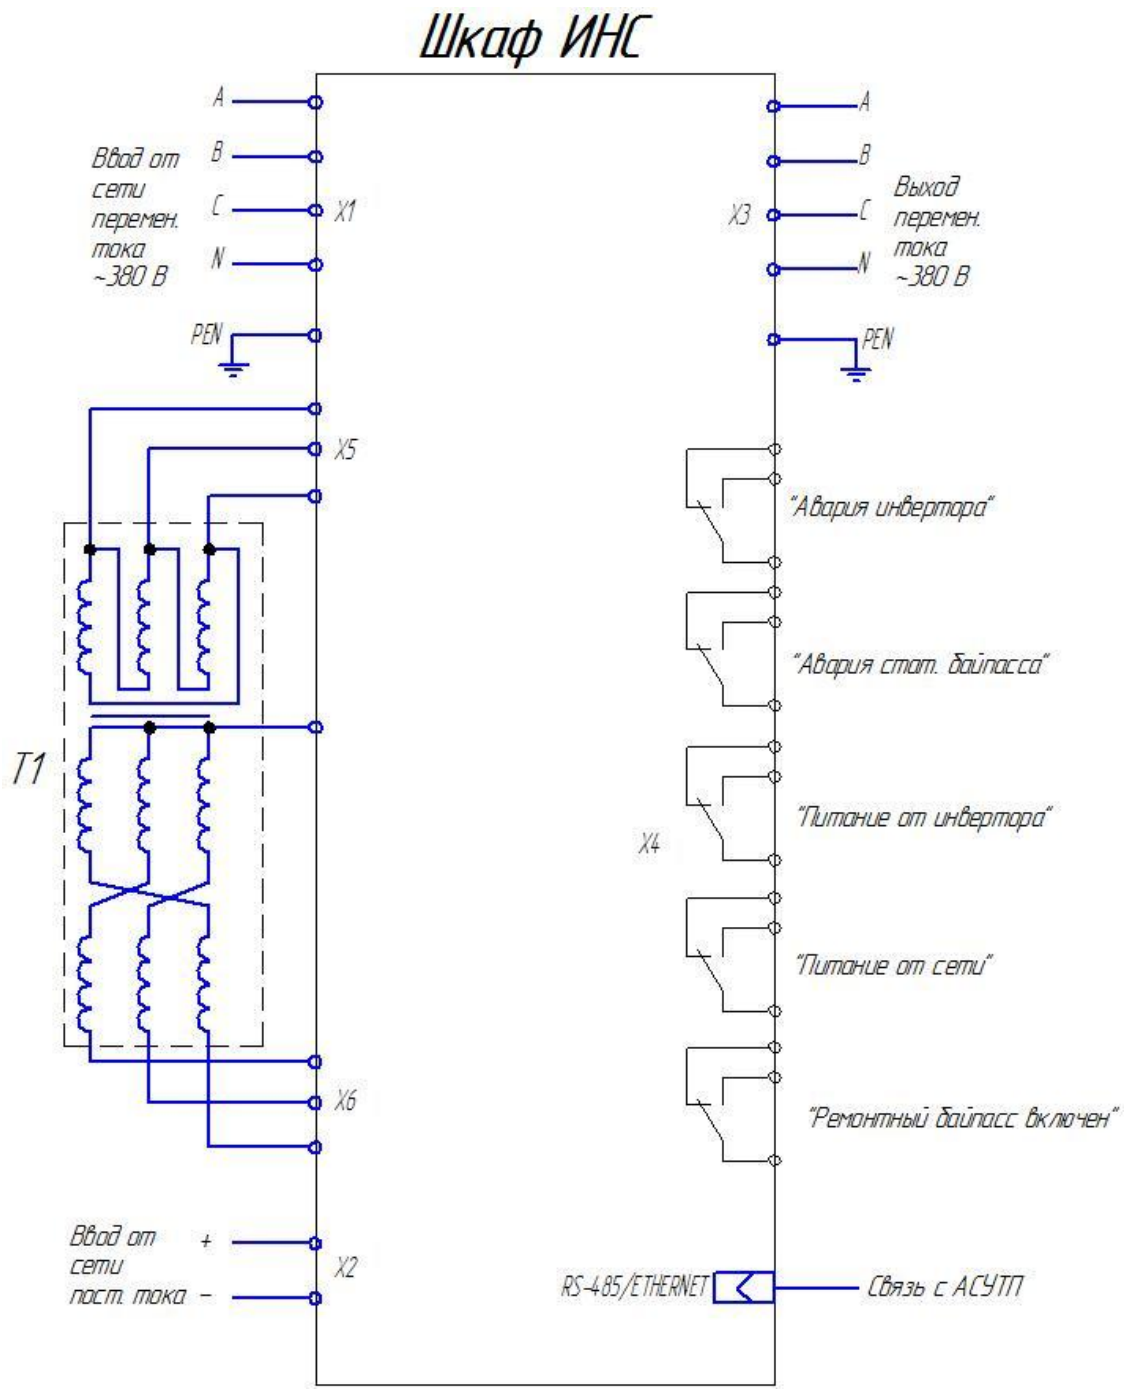 Шкаф ИНС
A
B
C
N
Ввод от
сети
перемен.
тока
~380 В
X1
PEN
A
B
C
N
X3
Выход
перемен.
тока
~380 В
PEN
X5
"Авария инвертора"
"Авария стат. байпасса"
T1
"Питание от инвертора"
X4
"Питание от сети"
X6
"Ремонтный байпасс включен"
Ввод от
сети
пост. тока
+
-
X2
RS-485/ETHERNET
Связь с АСУТП